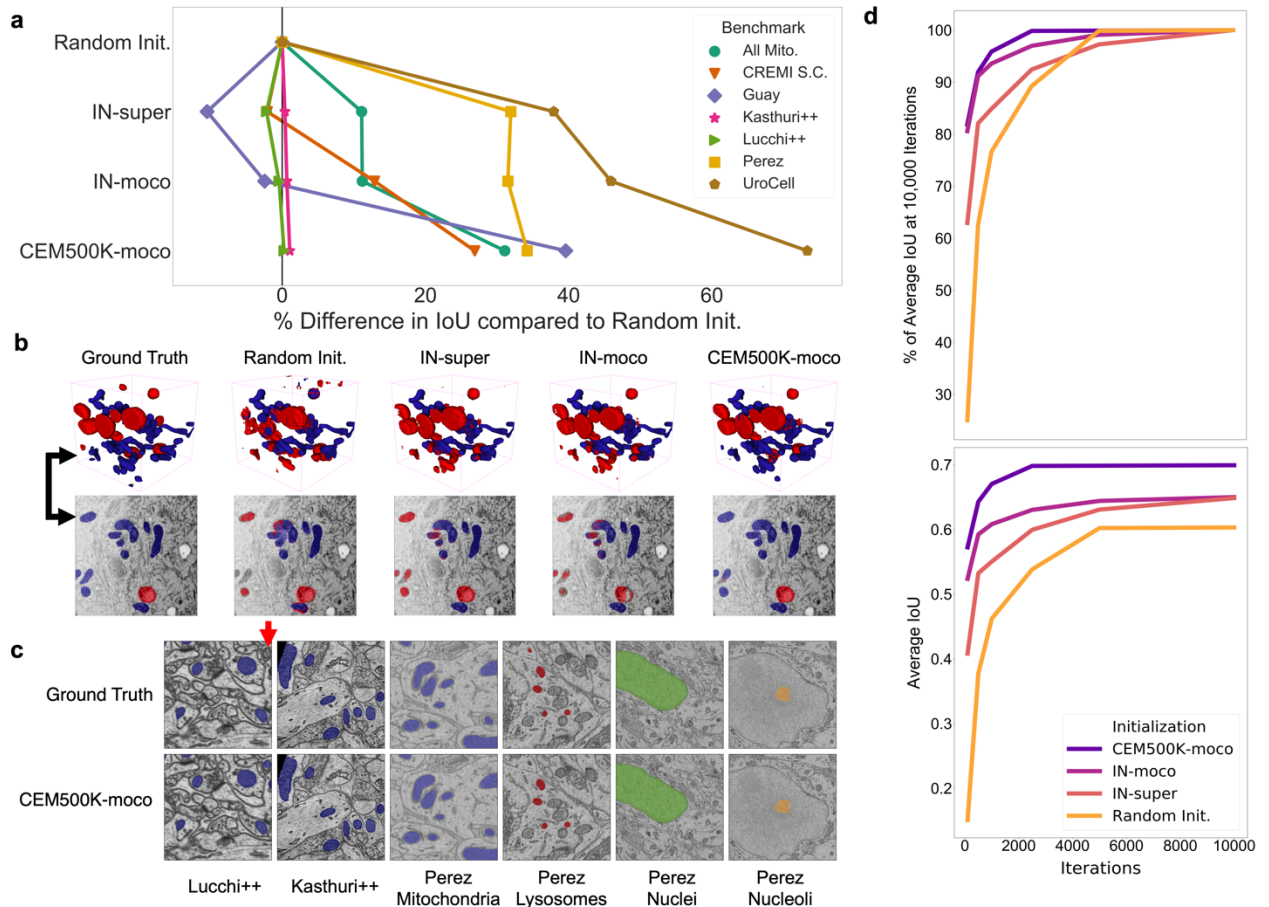 a
Random Init.
IN-super
IN-moco
CEM500K-moco
Benchmark
All Mito.
CREMI S.C.
Guay
Kasthuri++
Lucchi++
Perez
UroCell
0
20
40
60
% Difference in IoU compared to Random Init.
b
Ground Truth
Random Init.
IN-super
IN-moco
CEM500K-moco
c
Ground Truth
CEM500K-moco
Lucchi++
Kasthuri++
Perez
Mitochondria
Perez
Lysosomes
Perez
Nuclei
Perez
Nucleoli
d
% of Average IoU at 10,000 Iterations
100
90
80
70
60
50
40
30
Average IoU
0.7
0.6
0.5
0.4
0.3
0.2
Initialization
CEM500K-moco
IN-moco
IN-super
Random Init.
0
2000
4000
6000
8000
10000
Iterations